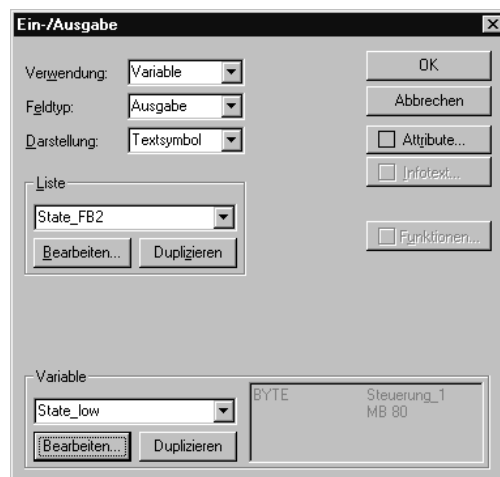 Ein-/Ausgabe
Verwendung: Variable
OK
Feldtyp: Ausgabe
Abbrechen
Darstellung: Textsymbol
Attribute...
Infotext...
Liste
State_FB2
Bearbeiten... Duplizieren
Funktionen...
Variable
State_low
BYTE Steuerung_1
MB 80
Bearbeiten... Duplizieren